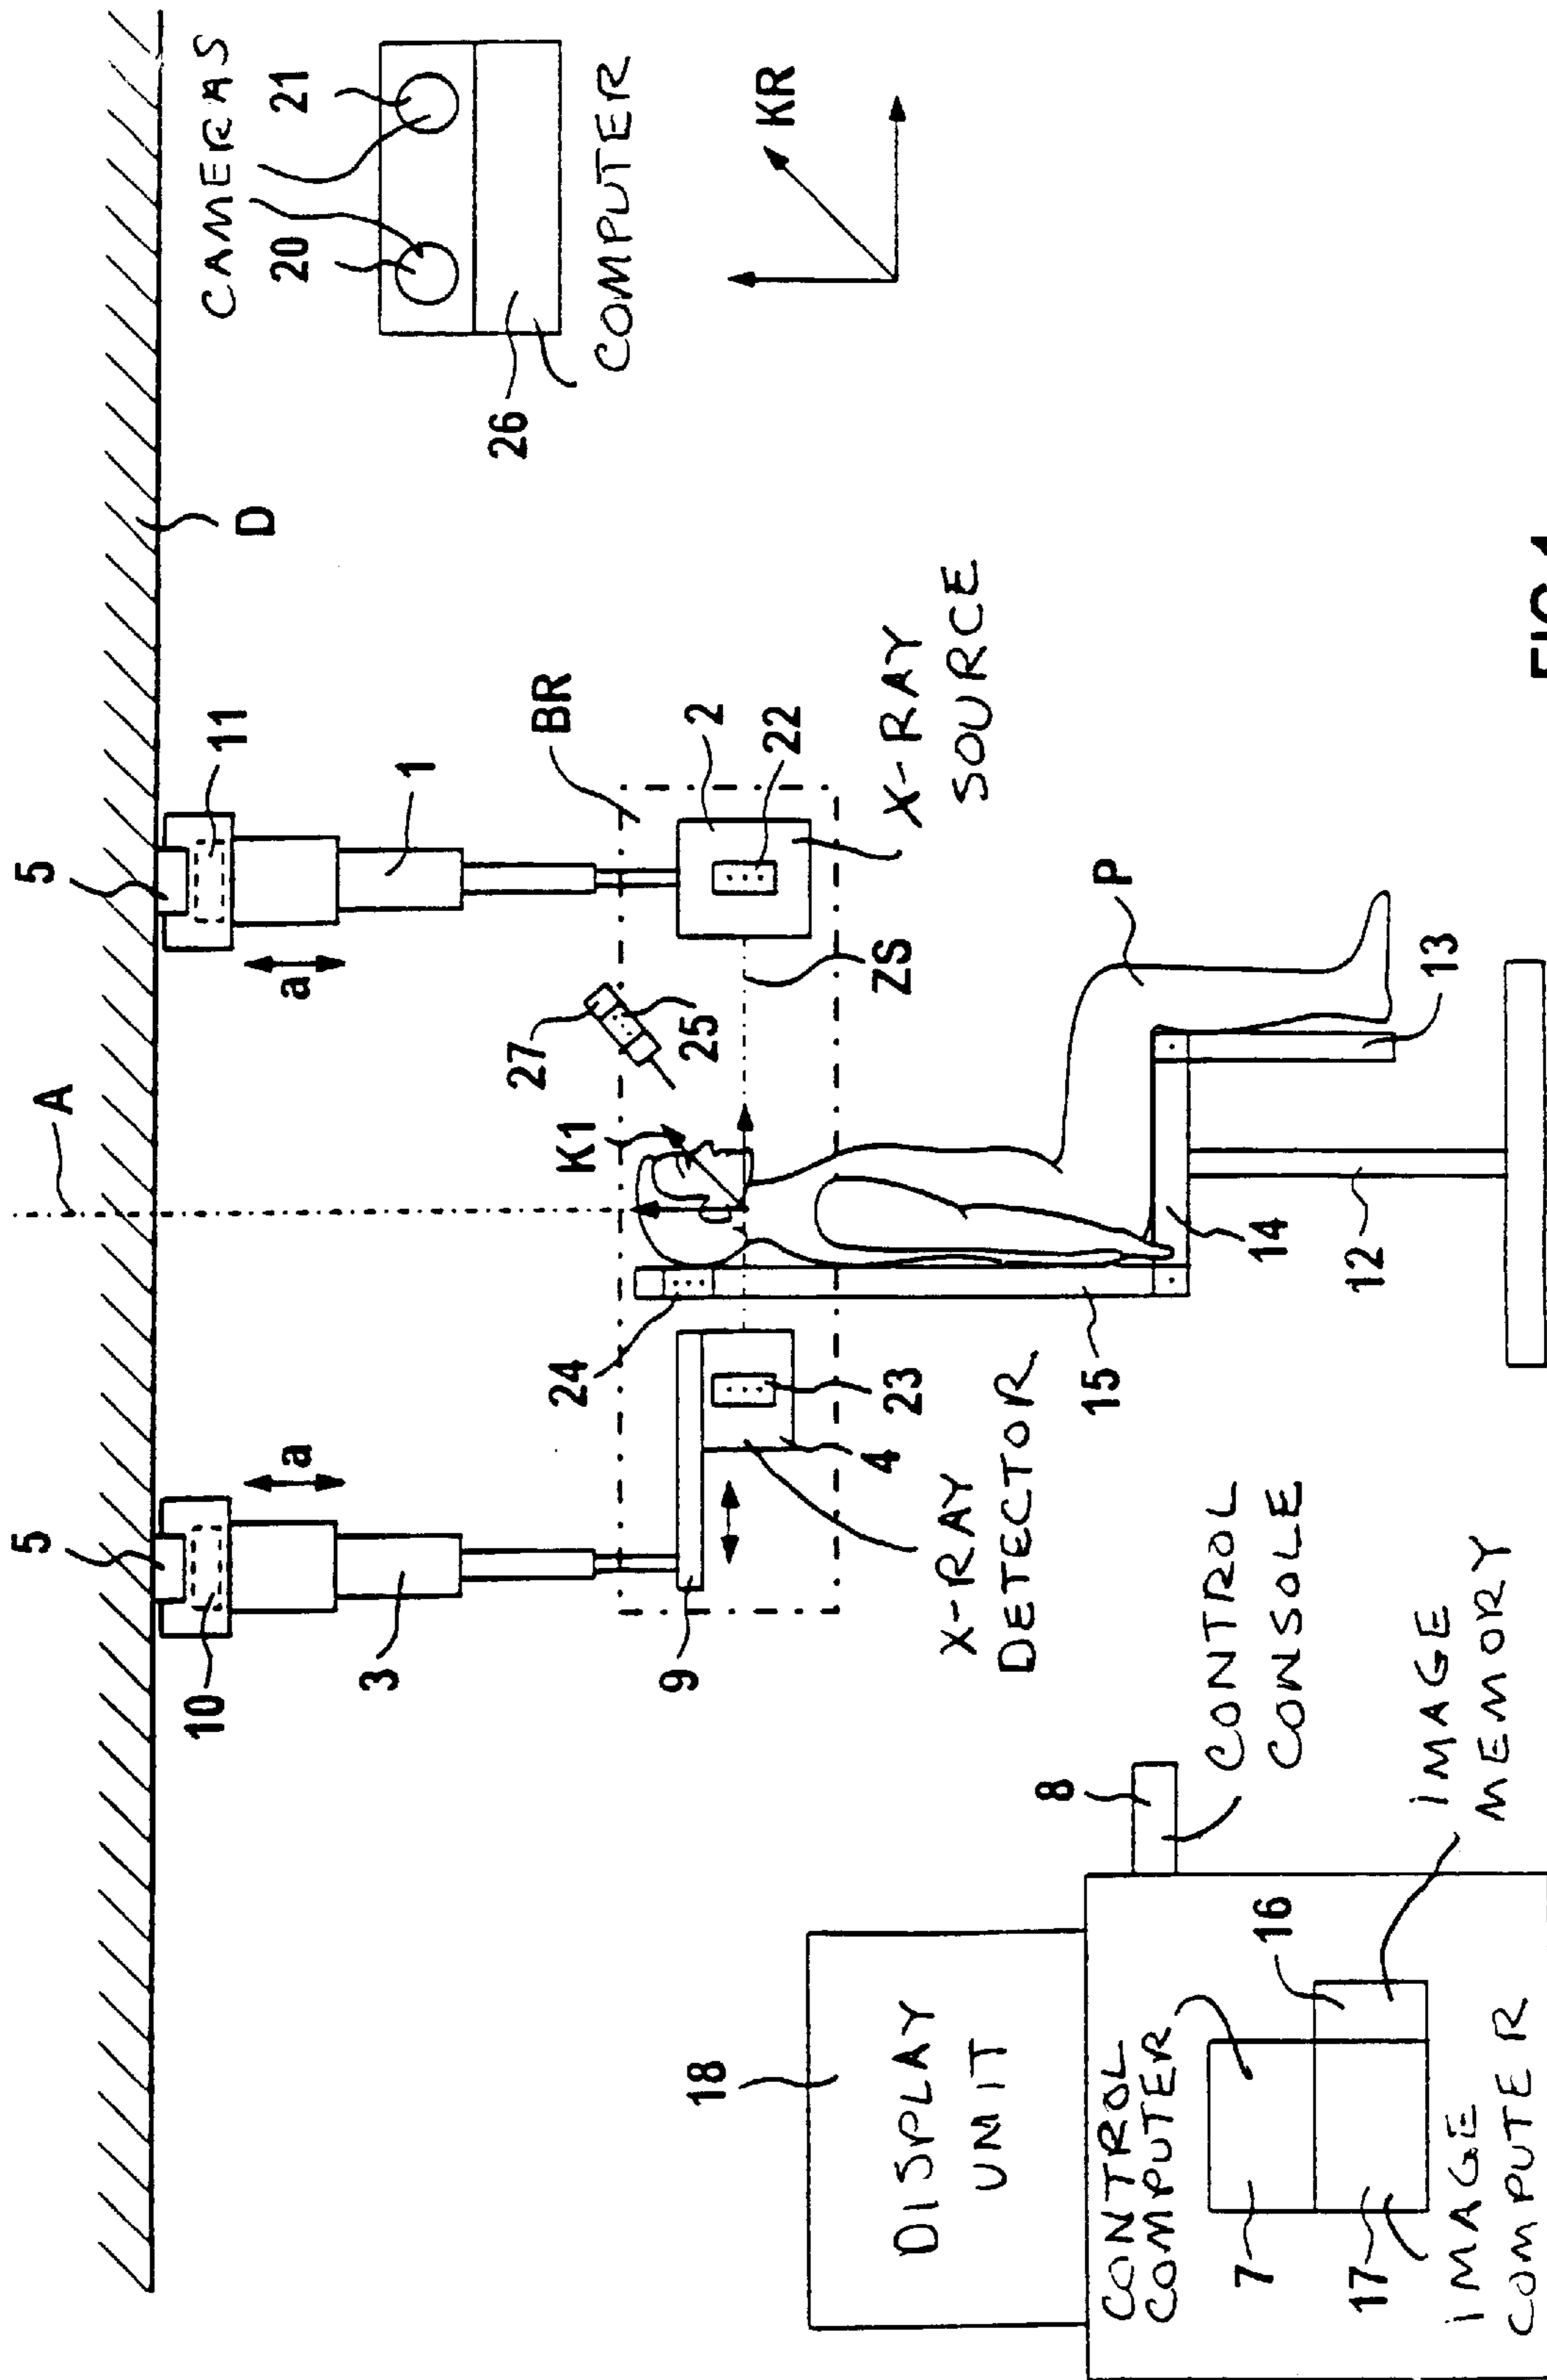 5
A
5
CAMERAS
10
a
a
11
20
21
3
1
D
26
COMPUTER
9
24
K1
27
25
BR
2
22
KR
X-RAY
DETECTOR
4
23
ZS
X-RAY
SOURCE
18
DISPLAY
UNIT
15
P
8
CONTROL
CONSOLE
CONTROL
COMPUTER
14
12
13
7
16
17
IMAGE
MEMORY
IMAGE
COMPUTER
FIG 1